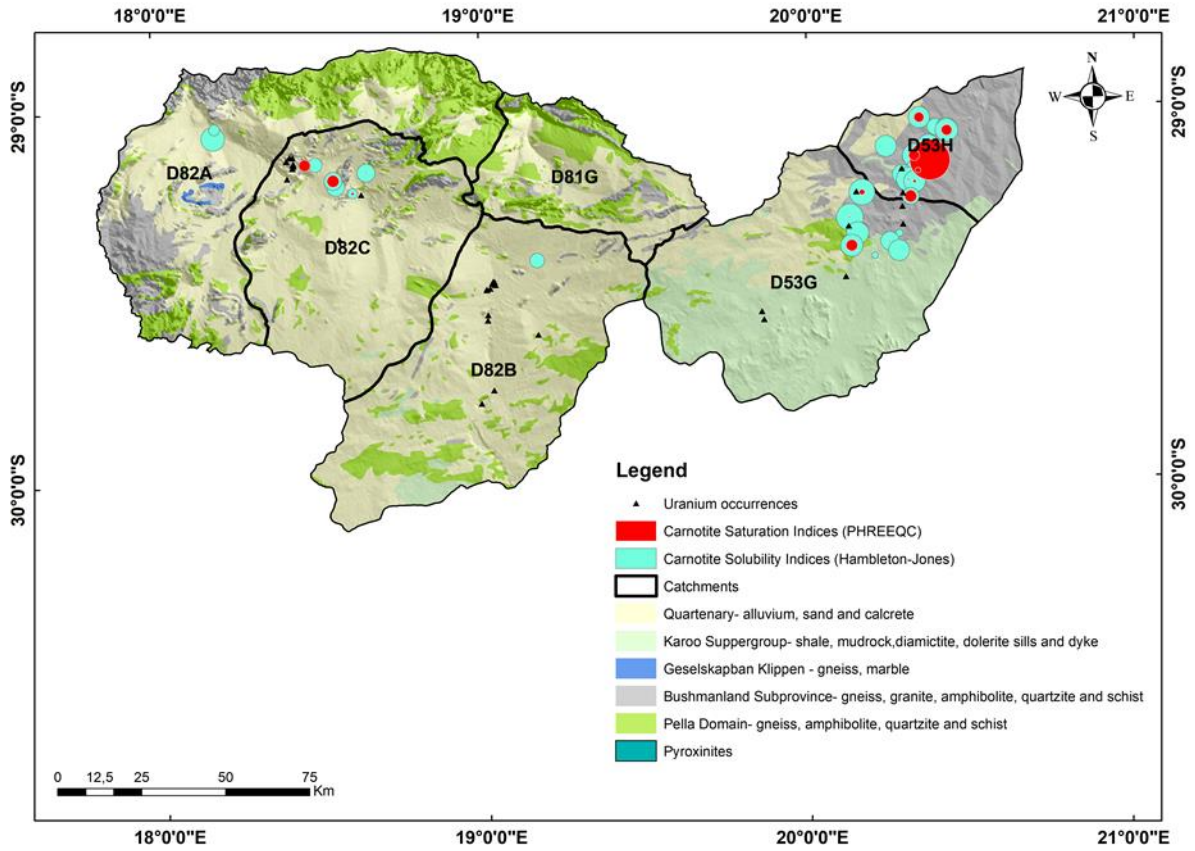 18°0'0"E 19°0'0"E 20°0'0"E 21°0'0"E
29°0'0"S
29°0'0"S
N
W E
S
D53H
D82A
D81G
D82C
D53G
D82B
30°0'0"S
30°0'0"S
Legend
Uranium occurrences
Carnotite Saturation Indices (PHREEQC)
Carnotite Solubility Indices (Hambleton-Jones)
Catchments
Quartenary- alluvium, sand and calcrete
Karoo Suppergroup- shale, mudrock,diamictite, dolerite sills and dyke
Geselskapban Klippen - gneiss, marble
Bushmanland Subprovince- gneiss, granite, amphibolite, quartzite and schist
Pella Domain- gneiss, amphibolite, quartzite and schist
Pyroxinites
0 12,5 25 50 75
Km
18°0'0"E 19°0'0"E 20°0'0"E 21°0'0"E